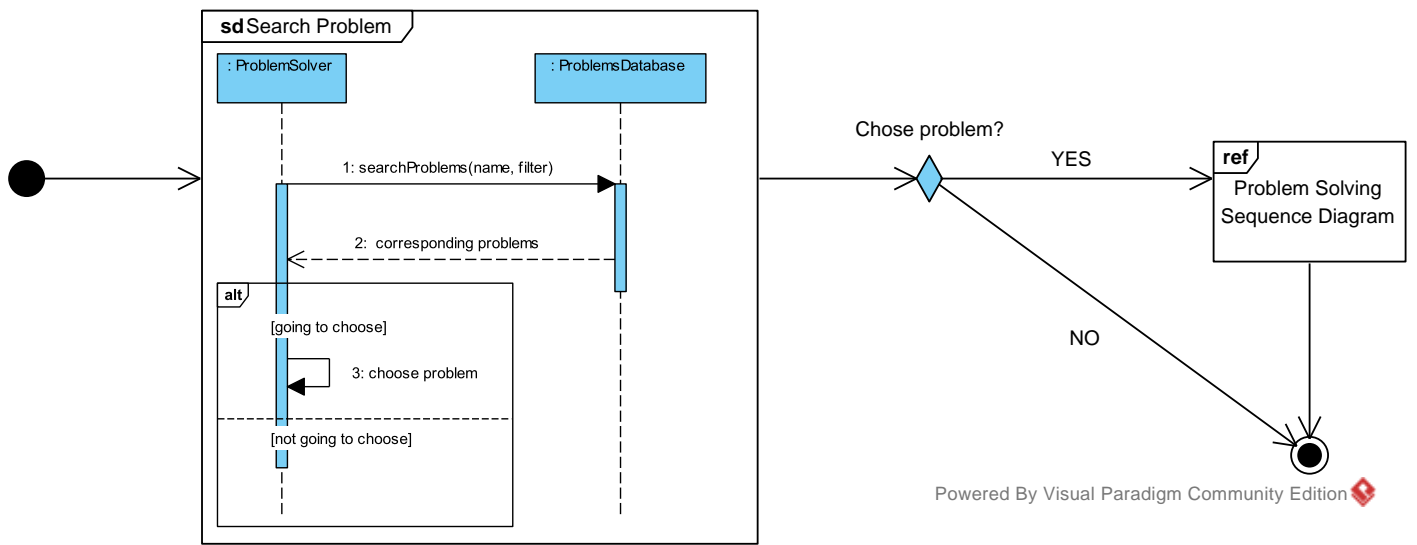 sd Search Problem
: ProblemSolver
: ProblemsDatabase
1: searchProblems(name, filter)
2: corresponding problems
alt
[going to choose]
3: choose problem
[not going to choose]
Chose problem?
YES
NO
ref
Problem Solving
Sequence Diagram
Powered By Visual Paradigm Community Edition